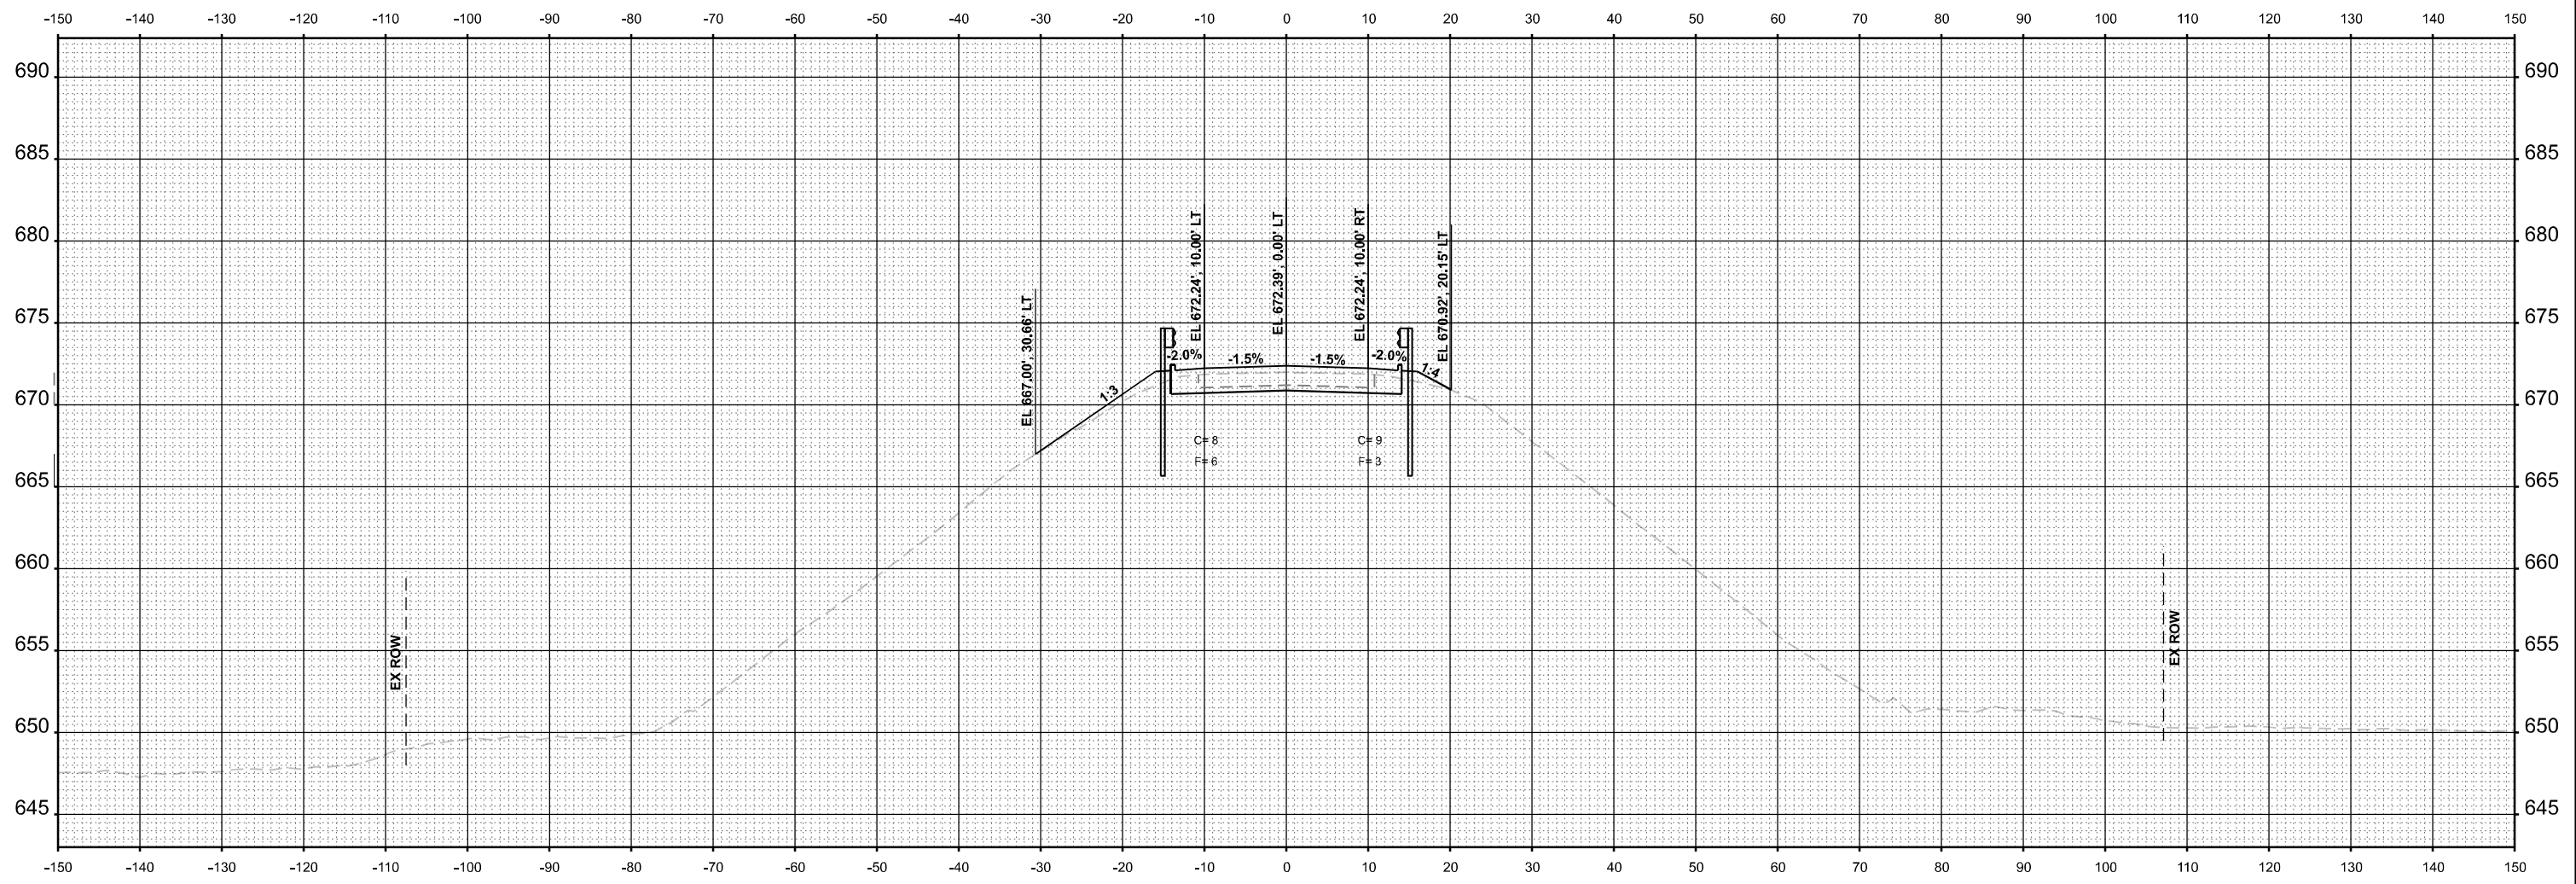 -150 -140 -130 -120 -110 -100 -90 -80 -70 -60 -50 -40 -30 -20 -10 0 10 20 30 40 50 60 70 80 90 100 110 120 130 140 150
690 690
685 685
680 680
675 675
670 670
665 665
660 660
655 655
650 650
645 645
EL 667.00', 30.66' LT
EL 672.24', 10.00' LT
EL 672.39', 0.00' LT
EL 672.24', 10.00' RT
EL 670.92', 20.15' LT
1:3
-2.0% -1.5% -1.5% -2.0%
1:4
C= 8 C= 9
F= 6 F= 3
EX ROW
EX ROW
-150 -140 -130 -120 -110 -100 -90 -80 -70 -60 -50 -40 -30 -20 -10 0 10 20 30 40 50 60 70 80 90 100 110 120 130 140 150